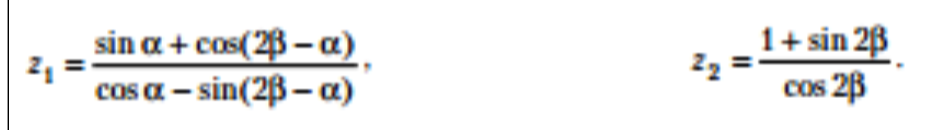 z₁ = (sin α + cos(2β − α)) / (cos α − sin(2β − α)), z₂ = (1 + sin 2β) / (cos 2β).